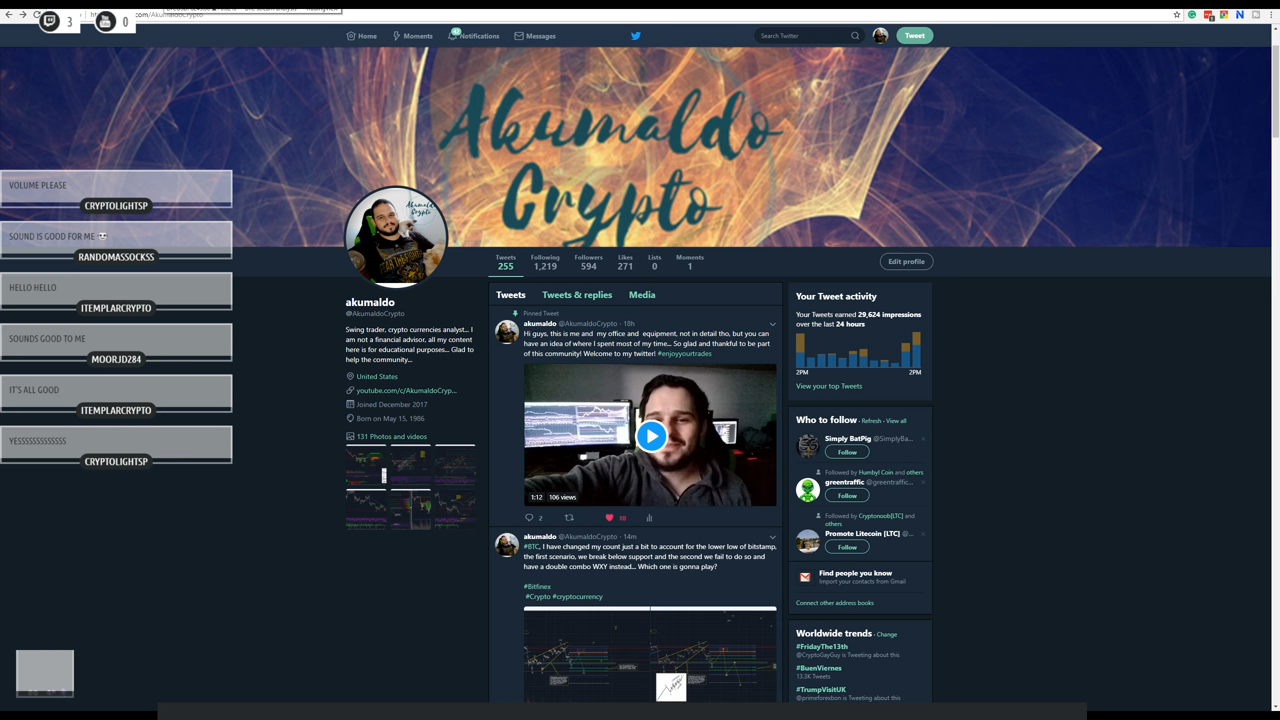 3
0
.com/AkumaldoCrypto
Home
Moments
42
Notifications
Messages
Search Twitter
Tweet
Akumaldo
Crypto
Akumaldo
Crypto
VOLUME PLEASE
CRYPTOLIGHTSP
SOUND IS GOOD FOR ME
RANDOMASSOCKSS
HELLO HELLO
ITEMPLARCRYPTO
SOUNDS GOOD TO ME
MOORJD284
IT'S ALL GOOD
ITEMPLARCRYPTO
YESSSSSSSSSSSSS
CRYPTOLIGHTSP
Tweets
255
Following
1,219
Followers
594
Likes
271
Lists
0
Moments
1
Edit profile
akumaldo
@AkumaldoCrypto
Swing trader, crypto currencies analyst... I
am not a financial advisor, all my content
here is for educational purposes... Glad to
help the community...
United States
youtube.com/c/AkumaldoCryp...
Joined December 2017
Born on May 15, 1986
131 Photos and videos
Tweets
Tweets & replies
Media
Pinned Tweet
akumaldo @AkumaldoCrypto · 18h
Hi guys, this is me and my office and equipment, not in detail tho, but you can
have an idea of where I spent most of my time... So glad and thankful to be part
of this community! Welcome to my twitter! #enjoyyourtrades
1:12 106 views
2
18
akumaldo @AkumaldoCrypto · 14m
#BTC, I have changed my count just a bit to account for the lower low of bitstamp,
the first scenario, we break below support and the second we fail to do so and
have a double combo WXY instead... Which one is gonna play?
#Bitfinex
#Crypto #cryptocurrency
Your Tweet activity
Your Tweets earned 29,624 impressions
over the last 24 hours
2PM 2PM
View your top Tweets
Who to follow · Refresh · View all
Simply BatPig @SimplyBa...
Follow
Followed by Humbyl Coin and others
greentraffic @greentraffic...
Follow
Followed by Cryptonoob[LTC] and
others
Promote Litecoin [LTC] @...
Follow
Find people you know
Import your contacts from Gmail
Connect other address books
Worldwide trends · Change
#FridayThe13th
@CryptoGayGuy is Tweeting about this
#BuenViernes
13.3K Tweets
#TrumpVisitUK
@primeforexbon is Tweeting about this